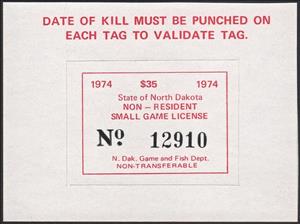 DATE OF KILL MUST BE PUNCHED ON
EACH TAG TO VALIDATE TAG.
1974 $35 1974
State of North Dakota
NON – RESIDENT
SMALL GAME LICENSE
Nº 12910
N. Dak. Game and Fish Dept.
NON-TRANSFERABLE